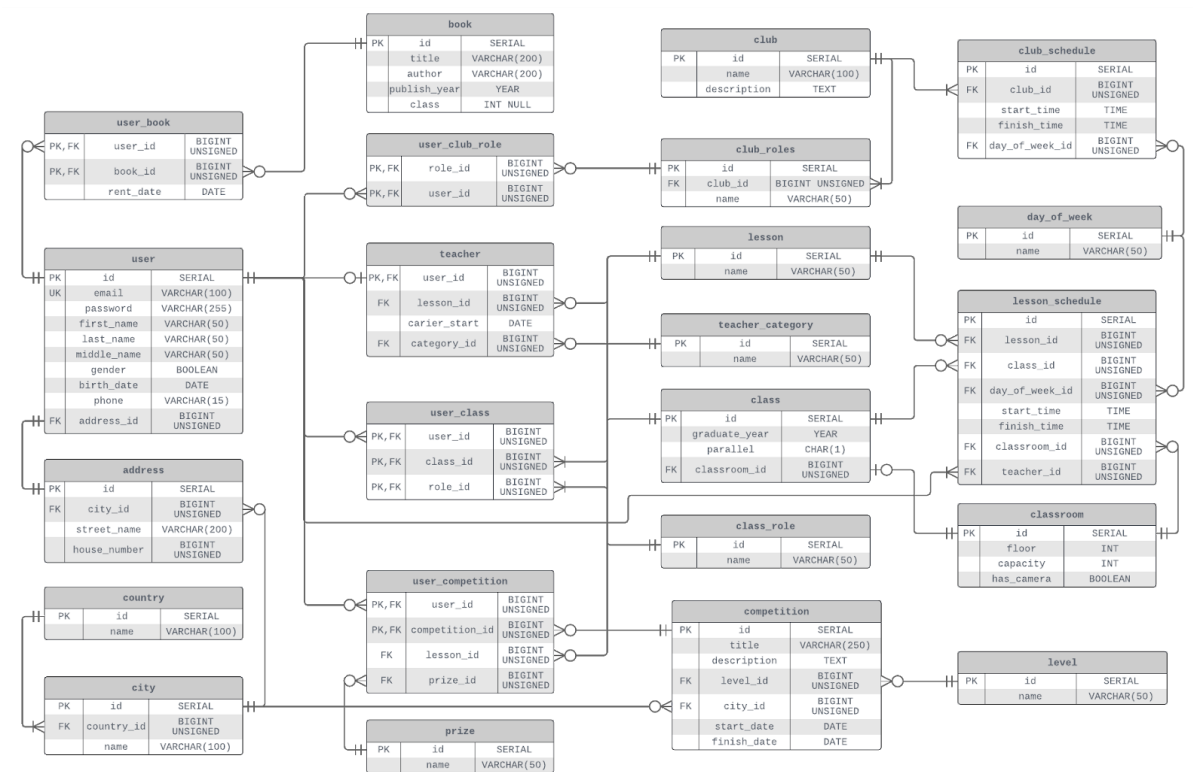 book
PK id SERIAL
title VARCHAR(200)
author VARCHAR(200)
publish_year YEAR
class INT NULL
user_book
PK,FK user_id BIGINT UNSIGNED
PK,FK book_id BIGINT UNSIGNED
rent_date DATE
user
PK id SERIAL
UK email VARCHAR(100)
password VARCHAR(255)
first_name VARCHAR(50)
last_name VARCHAR(50)
middle_name VARCHAR(50)
gender BOOLEAN
birth_date DATE
phone VARCHAR(15)
FK address_id BIGINT UNSIGNED
address
PK id SERIAL
FK city_id BIGINT UNSIGNED
street_name VARCHAR(200)
house_number BIGINT UNSIGNED
country
PK id SERIAL
name VARCHAR(100)
city
PK id SERIAL
FK country_id BIGINT UNSIGNED
name VARCHAR(100)
user_club_role
PK,FK role_id BIGINT UNSIGNED
PK,FK user_id BIGINT UNSIGNED
teacher
PK,FK user_id BIGINT UNSIGNED
FK lesson_id BIGINT UNSIGNED
carier_start DATE
FK category_id BIGINT UNSIGNED
user_class
PK,FK user_id BIGINT UNSIGNED
PK,FK class_id BIGINT UNSIGNED
PK,FK role_id BIGINT UNSIGNED
user_competition
PK,FK user_id BIGINT UNSIGNED
PK,FK competition_id BIGINT UNSIGNED
FK lesson_id BIGINT UNSIGNED
FK prize_id BIGINT UNSIGNED
prize
PK id SERIAL
name VARCHAR(50)
club
PK id SERIAL
name VARCHAR(100)
description TEXT
club_roles
PK id SERIAL
FK club_id BIGINT UNSIGNED
name VARCHAR(50)
lesson
PK id SERIAL
name VARCHAR(50)
teacher_category
PK id SERIAL
name VARCHAR(50)
class
PK id SERIAL
graduate_year YEAR
parallel CHAR(1)
FK classroom_id BIGINT UNSIGNED
class_role
PK id SERIAL
name VARCHAR(50)
competition
PK id SERIAL
title VARCHAR(250)
description TEXT
FK level_id BIGINT UNSIGNED
FK city_id BIGINT UNSIGNED
start_date DATE
finish_date DATE
club_schedule
PK id SERIAL
FK club_id BIGINT UNSIGNED
start_time TIME
finish_time TIME
FK day_of_week_id BIGINT UNSIGNED
day_of_week
PK id SERIAL
name VARCHAR(50)
lesson_schedule
PK id SERIAL
FK lesson_id BIGINT UNSIGNED
FK class_id BIGINT UNSIGNED
FK day_of_week_id BIGINT UNSIGNED
start_time TIME
finish_time TIME
FK classroom_id BIGINT UNSIGNED
FK teacher_id BIGINT UNSIGNED
classroom
PK id SERIAL
floor INT
capacity INT
has_camera BOOLEAN
level
PK id SERIAL
name VARCHAR(50)